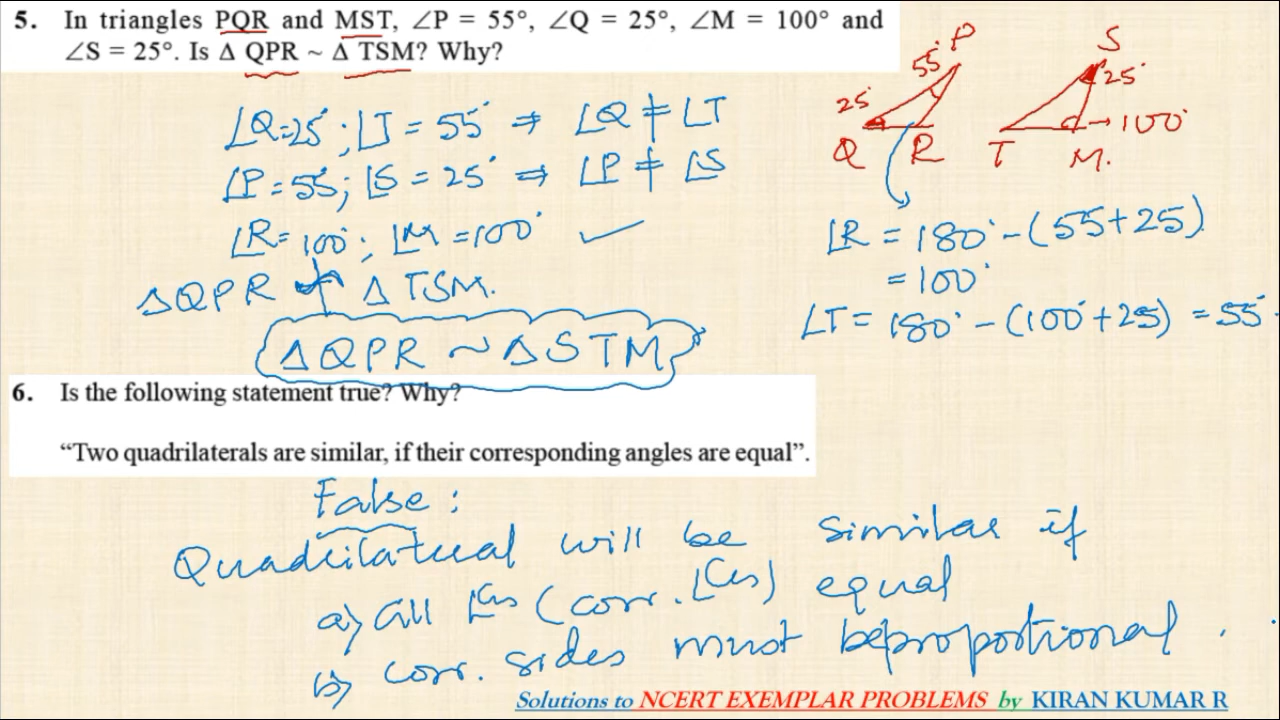 5. In triangles PQR and MST, ∠P = 55°, ∠Q = 25°, ∠M = 100° and
∠S = 25°. Is Δ QPR ~ Δ TSM? Why?
∠Q=25°; ∠T = 55° ⇒ ∠Q ≠ ∠T
∠P = 55°; ∠S = 25° ⇒ ∠P ≠ ∠S
∠R = 100°; ∠M = 100° ✓
ΔQPR ≁ ΔTSM.
ΔQPR ~ ΔSTM
P
55°
25°
Q
R
S
25°
100°
T
M.
∠R = 180° - (55+25)
= 100°
∠T = 180° - (100°+25) = 55°.
6. Is the following statement true? Why?
“Two quadrilaterals are similar, if their corresponding angles are equal”.
False :
Quadrilateral will be similar if
a) all ∠les (corr. ∠les) equal
b) corr. sides must be proportional .
Solutions to NCERT EXEMPLAR PROBLEMS by KIRAN KUMAR R